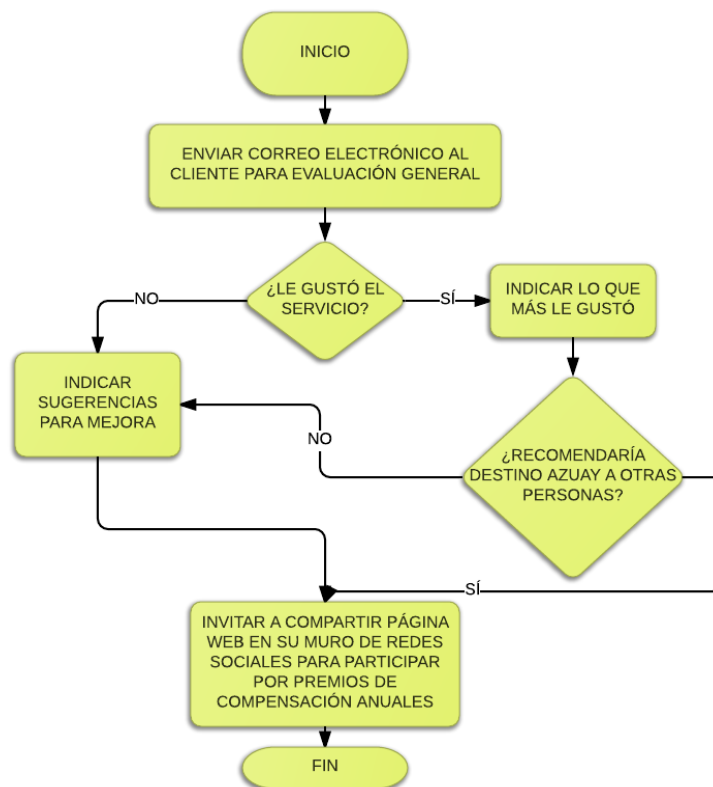 INICIO
ENVIAR CORREO ELECTRÓNICO AL
CLIENTE PARA EVALUACIÓN GENERAL
¿LE GUSTÓ EL
SERVICIO?
NO
SÍ
INDICAR LO QUE
MÁS LE GUSTÓ
INDICAR
SUGERENCIAS
PARA MEJORA
NO
¿RECOMENDARÍA
DESTINO AZUAY A OTRAS
PERSONAS?
SÍ
INVITAR A COMPARTIR PÁGINA
WEB EN SU MURO DE REDES
SOCIALES PARA PARTICIPAR
POR PREMIOS DE
COMPENSACIÓN ANUALES
FIN